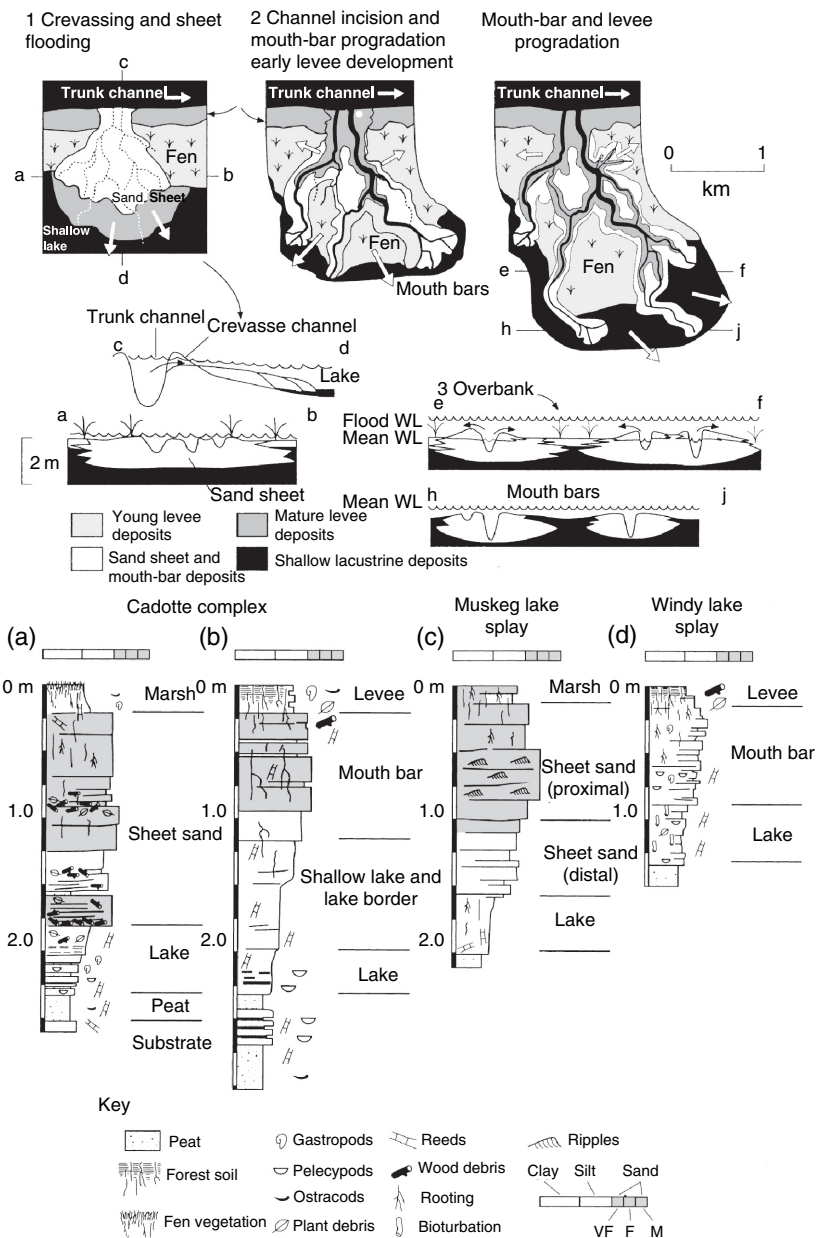 1 Crevassing and sheet
flooding
2 Channel incision and
mouth-bar progradation
early levee development
Mouth-bar and levee
progradation
c
Trunk channel
Fen
a
b
Sand. Sheet
Shallow
lake
d
Trunk channel
Fen
Mouth bars
Trunk channel
0 1
km
Fen
e
f
h
j
Trunk channel
Crevasse channel
c
d
Lake
a
b
2 m
Sand sheet
3 Overbank
e
f
Flood WL
Mean WL
Mean WL
h
Mouth bars
j
Young levee
deposits
Mature levee
deposits
Sand sheet and
mouth-bar deposits
Shallow lacustrine deposits
Cadotte complex
Muskeg lake
splay
Windy lake
splay
(a)
(b)
(c)
(d)
0 m
Marsh
1.0
Sheet sand
2.0
Lake
Peat
Substrate
0 m
Levee
Mouth bar
1.0
Shallow lake and
lake border
2.0
Lake
0 m
Marsh
Sheet sand
(proximal)
1.0
Sheet sand
(distal)
Lake
2.0
0 m
Levee
Mouth bar
1.0
Lake
Key
Peat
Gastropods
Reeds
Ripples
Forest soil
Pelecypods
Wood debris
Clay Silt Sand
Ostracods
Rooting
Fen vegetation
Plant debris
Bioturbation
VF F M